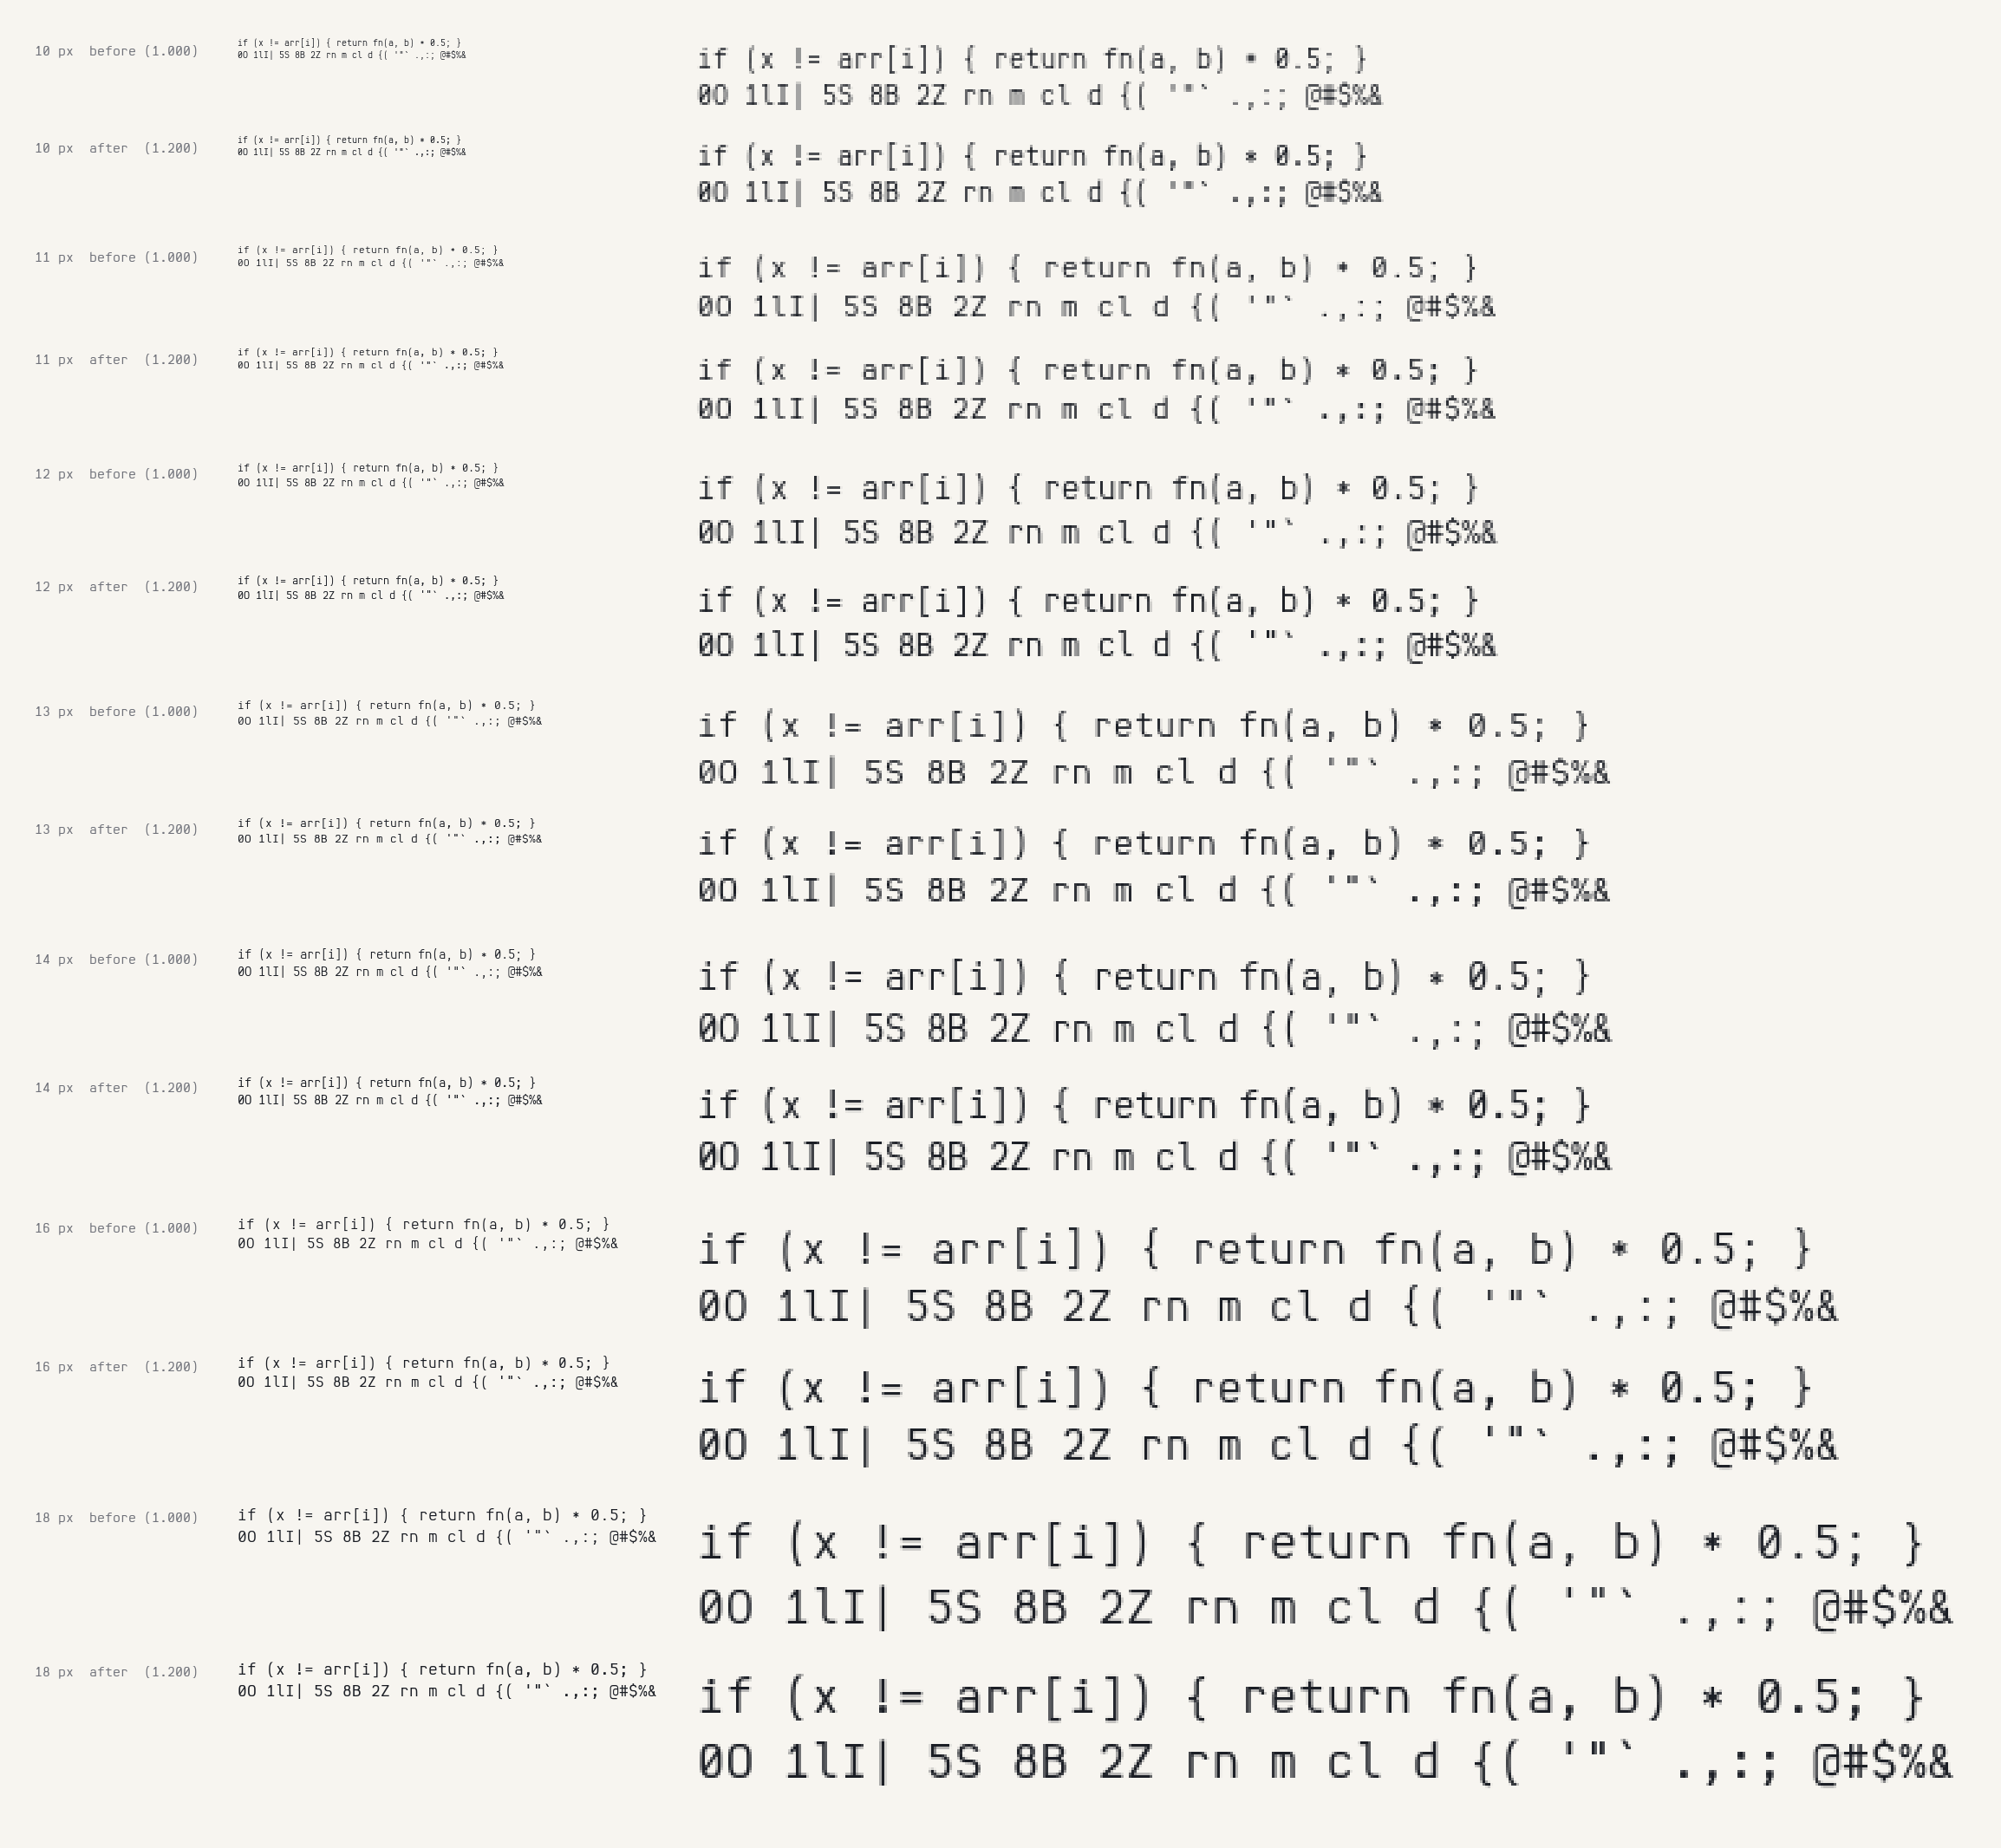 10 px  before (1.000)
if (x != arr[i]) { return fn(a, b) * 0.5; }
0O 1lI| 5S 8B 2Z rn m cl d {( '"` .,:; @#$%&
if (x != arr[i]) { return fn(a, b) * 0.5; }
0O 1lI| 5S 8B 2Z rn m cl d {( '"` .,:; @#$%&
10 px  after  (1.200)
if (x != arr[i]) { return fn(a, b) * 0.5; }
0O 1lI| 5S 8B 2Z rn m cl d {( '"` .,:; @#$%&
if (x != arr[i]) { return fn(a, b) * 0.5; }
0O 1lI| 5S 8B 2Z rn m cl d {( '"` .,:; @#$%&
11 px  before (1.000)
if (x != arr[i]) { return fn(a, b) * 0.5; }
0O 1lI| 5S 8B 2Z rn m cl d {( '"` .,:; @#$%&
if (x != arr[i]) { return fn(a, b) * 0.5; }
0O 1lI| 5S 8B 2Z rn m cl d {( '"` .,:; @#$%&
11 px  after  (1.200)
if (x != arr[i]) { return fn(a, b) * 0.5; }
0O 1lI| 5S 8B 2Z rn m cl d {( '"` .,:; @#$%&
if (x != arr[i]) { return fn(a, b) * 0.5; }
0O 1lI| 5S 8B 2Z rn m cl d {( '"` .,:; @#$%&
12 px  before (1.000)
if (x != arr[i]) { return fn(a, b) * 0.5; }
0O 1lI| 5S 8B 2Z rn m cl d {( '"` .,:; @#$%&
if (x != arr[i]) { return fn(a, b) * 0.5; }
0O 1lI| 5S 8B 2Z rn m cl d {( '"` .,:; @#$%&
12 px  after  (1.200)
if (x != arr[i]) { return fn(a, b) * 0.5; }
0O 1lI| 5S 8B 2Z rn m cl d {( '"` .,:; @#$%&
if (x != arr[i]) { return fn(a, b) * 0.5; }
0O 1lI| 5S 8B 2Z rn m cl d {( '"` .,:; @#$%&
13 px  before (1.000)
if (x != arr[i]) { return fn(a, b) * 0.5; }
0O 1lI| 5S 8B 2Z rn m cl d {( '"` .,:; @#$%&
if (x != arr[i]) { return fn(a, b) * 0.5; }
0O 1lI| 5S 8B 2Z rn m cl d {( '"` .,:; @#$%&
13 px  after  (1.200)
if (x != arr[i]) { return fn(a, b) * 0.5; }
0O 1lI| 5S 8B 2Z rn m cl d {( '"` .,:; @#$%&
if (x != arr[i]) { return fn(a, b) * 0.5; }
0O 1lI| 5S 8B 2Z rn m cl d {( '"` .,:; @#$%&
14 px  before (1.000)
if (x != arr[i]) { return fn(a, b) * 0.5; }
0O 1lI| 5S 8B 2Z rn m cl d {( '"` .,:; @#$%&
if (x != arr[i]) { return fn(a, b) * 0.5; }
0O 1lI| 5S 8B 2Z rn m cl d {( '"` .,:; @#$%&
14 px  after  (1.200)
if (x != arr[i]) { return fn(a, b) * 0.5; }
0O 1lI| 5S 8B 2Z rn m cl d {( '"` .,:; @#$%&
if (x != arr[i]) { return fn(a, b) * 0.5; }
0O 1lI| 5S 8B 2Z rn m cl d {( '"` .,:; @#$%&
16 px  before (1.000)
if (x != arr[i]) { return fn(a, b) * 0.5; }
0O 1lI| 5S 8B 2Z rn m cl d {( '"` .,:; @#$%&
if (x != arr[i]) { return fn(a, b) * 0.5; }
0O 1lI| 5S 8B 2Z rn m cl d {( '"` .,:; @#$%&
16 px  after  (1.200)
if (x != arr[i]) { return fn(a, b) * 0.5; }
0O 1lI| 5S 8B 2Z rn m cl d {( '"` .,:; @#$%&
if (x != arr[i]) { return fn(a, b) * 0.5; }
0O 1lI| 5S 8B 2Z rn m cl d {( '"` .,:; @#$%&
18 px  before (1.000)
if (x != arr[i]) { return fn(a, b) * 0.5; }
0O 1lI| 5S 8B 2Z rn m cl d {( '"` .,:; @#$%&
if (x != arr[i]) { return fn(a, b) * 0.5; }
0O 1lI| 5S 8B 2Z rn m cl d {( '"` .,:; @#$%&
18 px  after  (1.200)
if (x != arr[i]) { return fn(a, b) * 0.5; }
0O 1lI| 5S 8B 2Z rn m cl d {( '"` .,:; @#$%&
if (x != arr[i]) { return fn(a, b) * 0.5; }
0O 1lI| 5S 8B 2Z rn m cl d {( '"` .,:; @#$%&